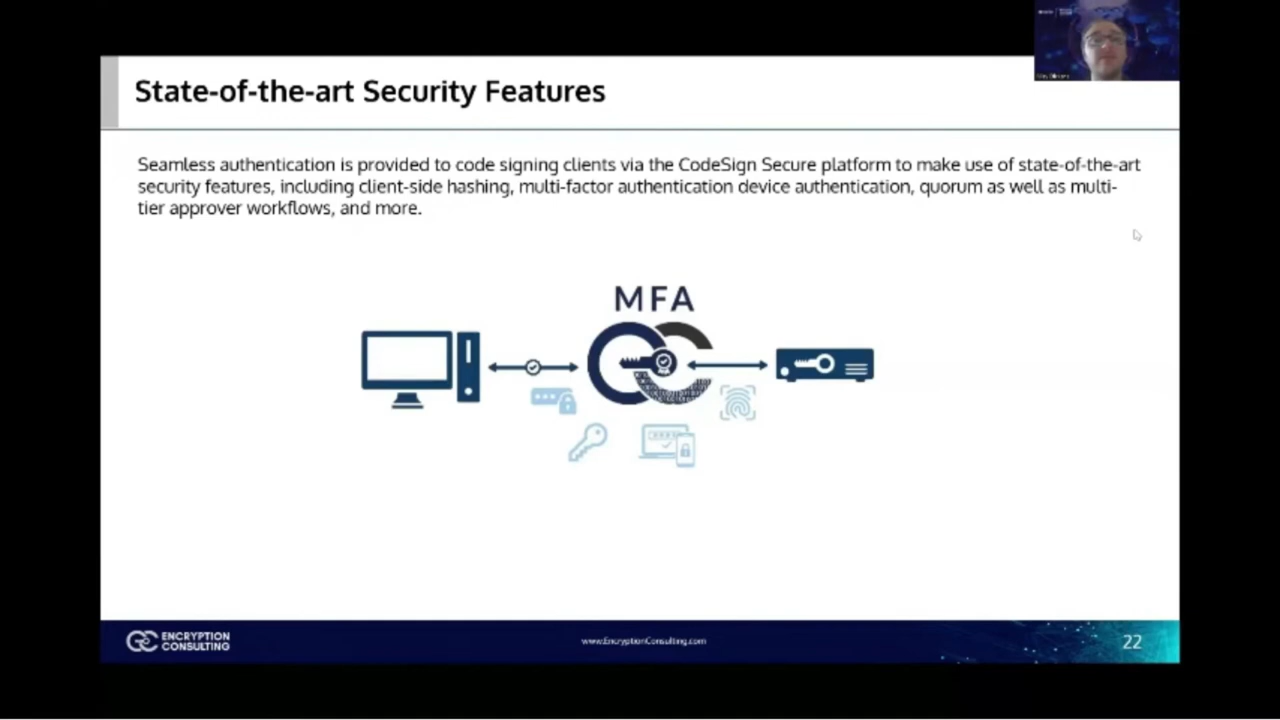 State-of-the-art Security Features
Seamless authentication is provided to code signing clients via the CodeSign Secure platform to make use of state-of-the-art
security features, including client-side hashing, multi-factor authentication device authentication, quorum as well as multi-
tier approver workflows, and more.
MFA
ENCRYPTION
CONSULTING
www.EncryptionConsulting.com
22